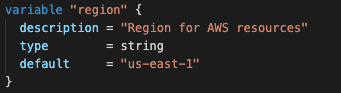 variable "region" {
  description = "Region for AWS resources"
  type        = string
  default     = "us-east-1"
}